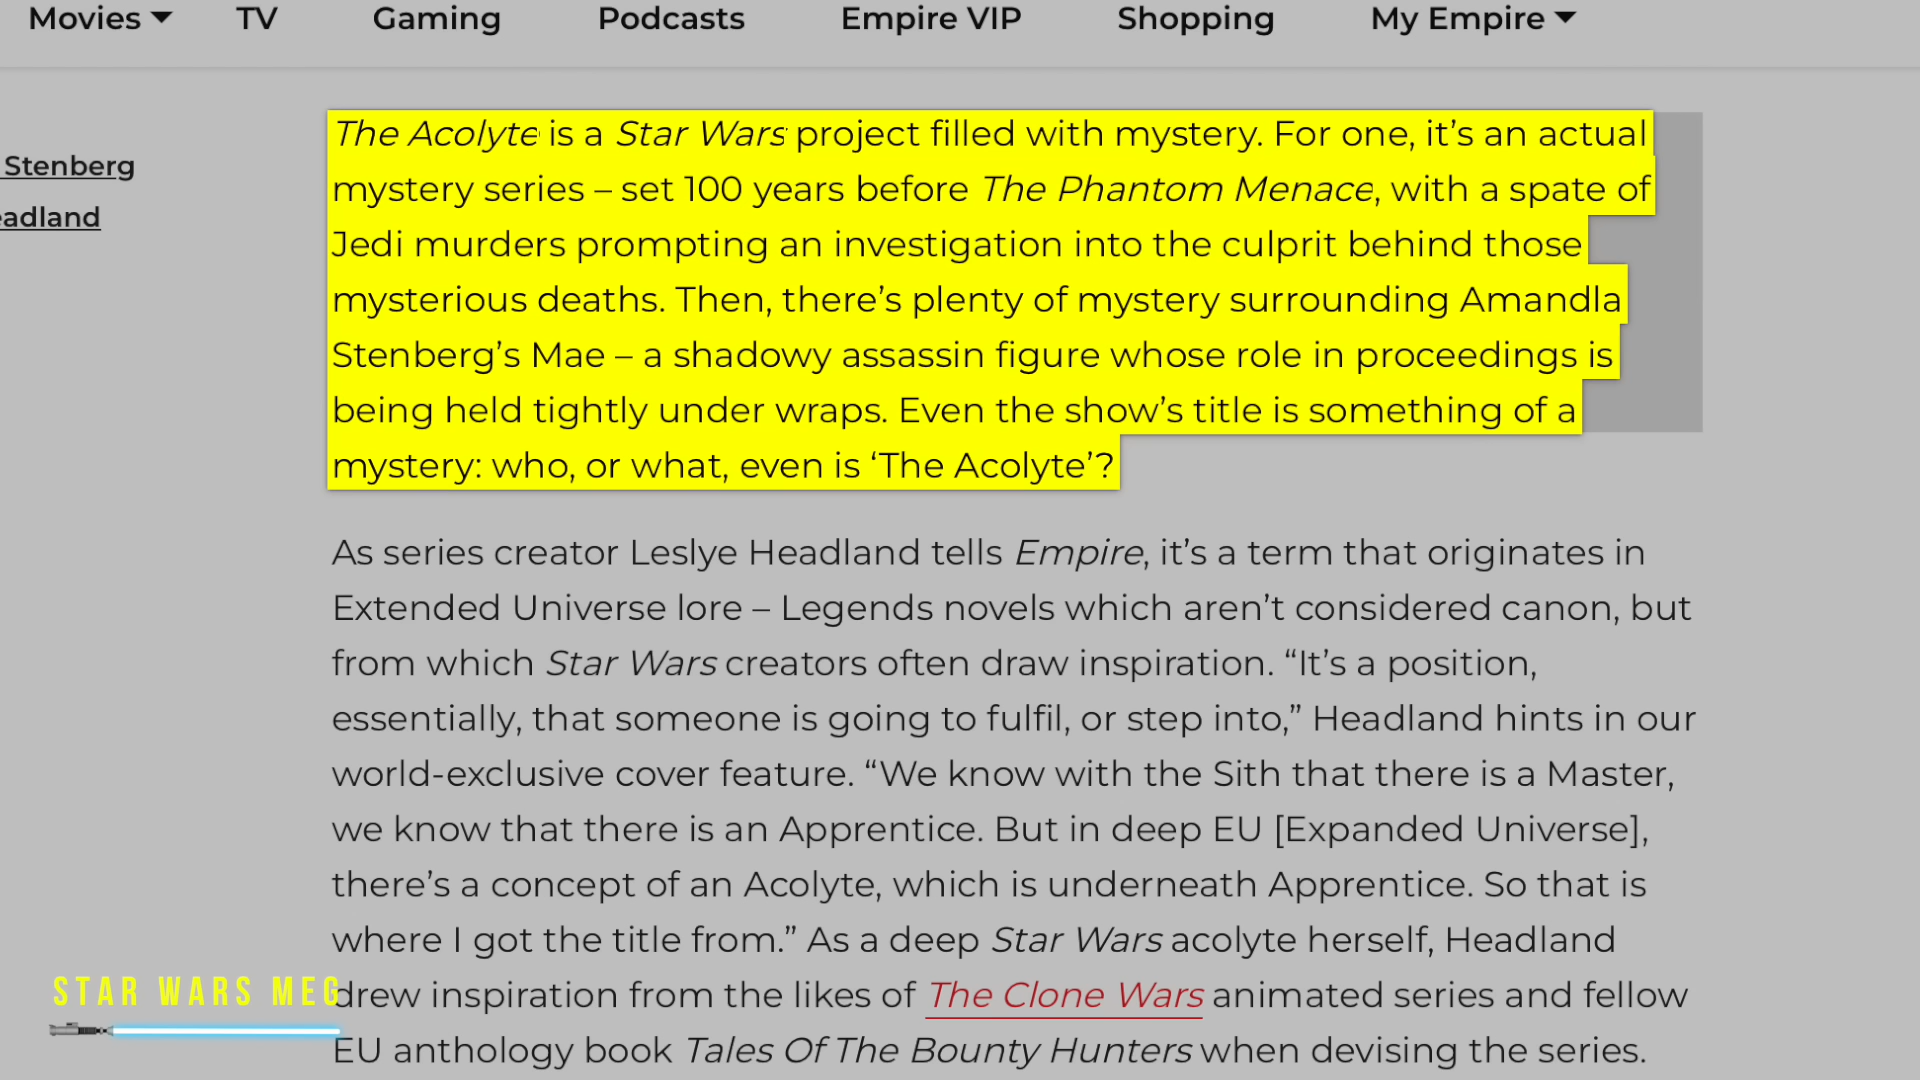 Movies TV Gaming Podcasts Empire VIP Shopping My Empire
Stenberg
eadland
The Acolyte is a Star Wars project filled with mystery. For one, it’s an actual
mystery series – set 100 years before The Phantom Menace, with a spate of
Jedi murders prompting an investigation into the culprit behind those
mysterious deaths. Then, there’s plenty of mystery surrounding Amandla
Stenberg’s Mae – a shadowy assassin figure whose role in proceedings is
being held tightly under wraps. Even the show’s title is something of a
mystery: who, or what, even is ‘The Acolyte’?
As series creator Leslye Headland tells Empire, it’s a term that originates in
Extended Universe lore – Legends novels which aren’t considered canon, but
from which Star Wars creators often draw inspiration. “It’s a position,
essentially, that someone is going to fulfil, or step into,” Headland hints in our
world-exclusive cover feature. “We know with the Sith that there is a Master,
we know that there is an Apprentice. But in deep EU [Expanded Universe],
there’s a concept of an Acolyte, which is underneath Apprentice. So that is
where I got the title from.” As a deep Star Wars acolyte herself, Headland
drew inspiration from the likes of The Clone Wars animated series and fellow
EU anthology book Tales Of The Bounty Hunters when devising the series.
STAR WARS MEG